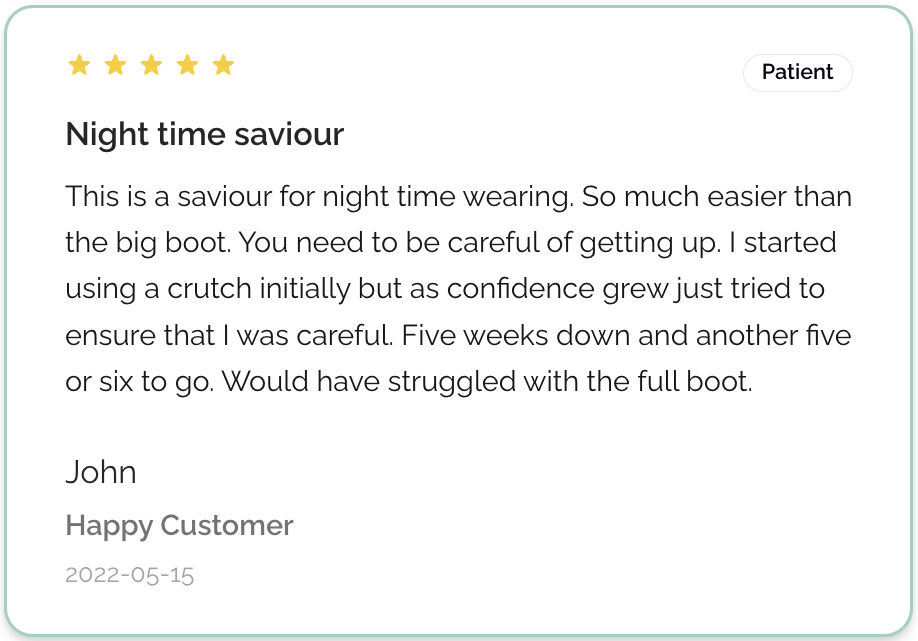 Patient
Night time saviour
This is a saviour for night time wearing. So much easier than
the big boot. You need to be careful of getting up. I started
using a crutch initially but as confidence grew just tried to
ensure that I was careful. Five weeks down and another five
or six to go. Would have struggled with the full boot.
John
Happy Customer
2022-05-15